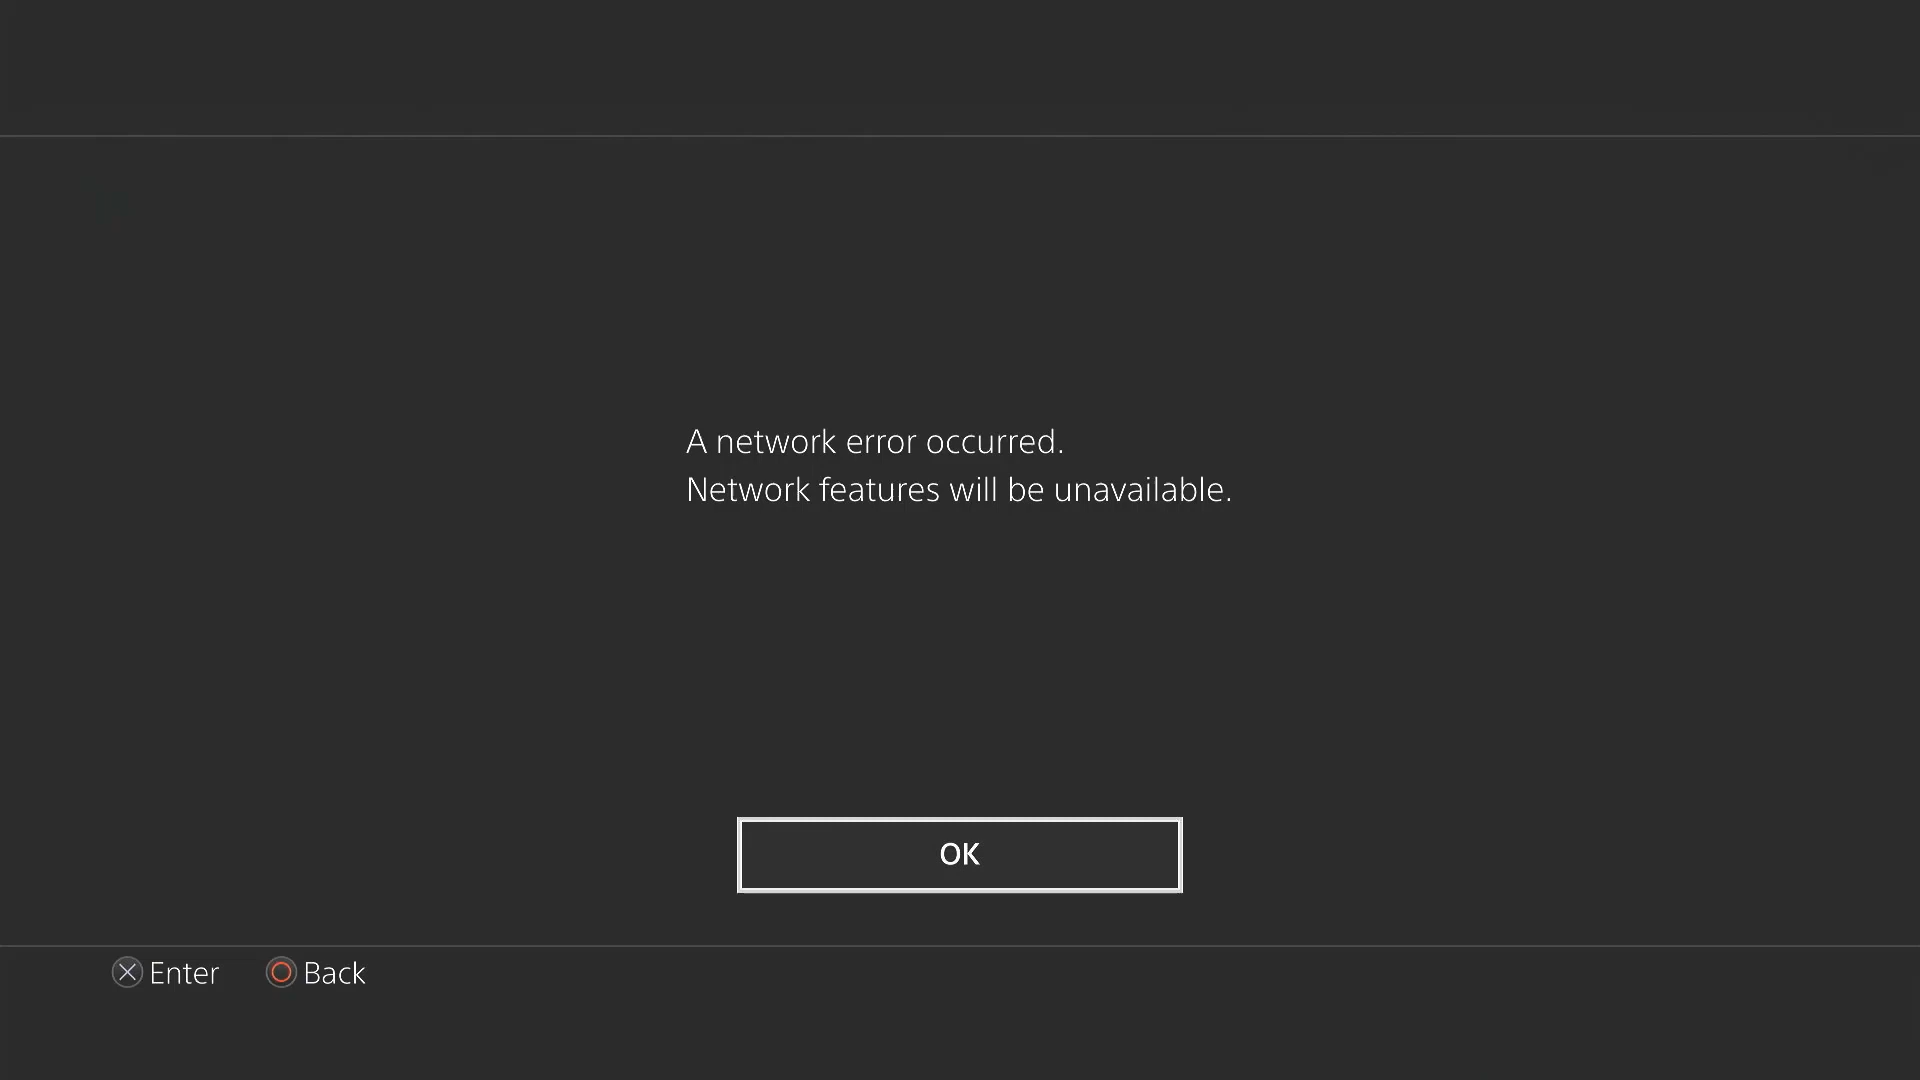 A network error occurred.
Network features will be unavailable.
OK
Enter Back